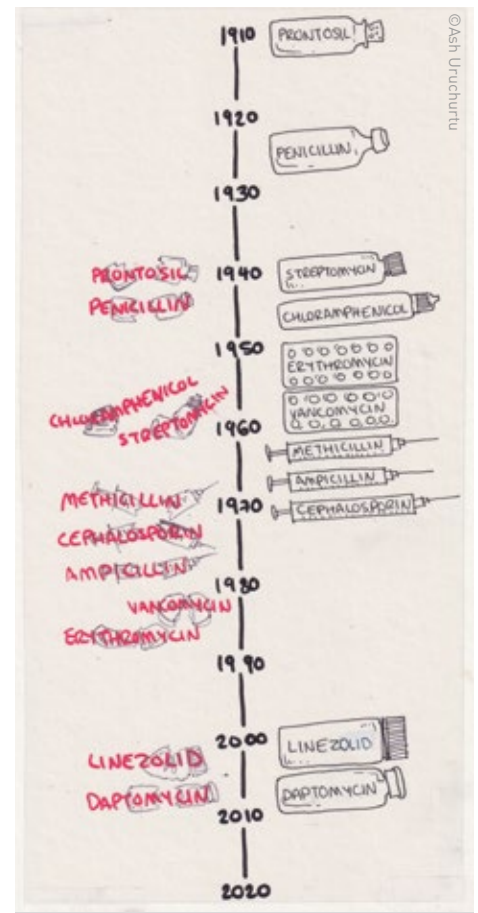 ©Ash Uruchurtu
1910
PRONTOSIL
1920
PENICILLIN
1930
PRONTOSIL
1940
STREPTOMYCIN
PENICILLIN
CHLORAMPHENICOL
1950
ERYTHROMYCIN
VANCOMYCIN
CHLORAMPHENICOL
STREPTOMYCIN
1960
METHICILLIN
AMPICILLIN
METHICILLIN
1970
CEPHALOSPORIN
CEPHALOSPORIN
AMPICILLIN
1980
VANCOMYCIN
ERYTHROMYCIN
1990
2000
LINEZOLID
LINEZOLID
DAPTOMYCIN
DAPTOMYCIN
2010
2020